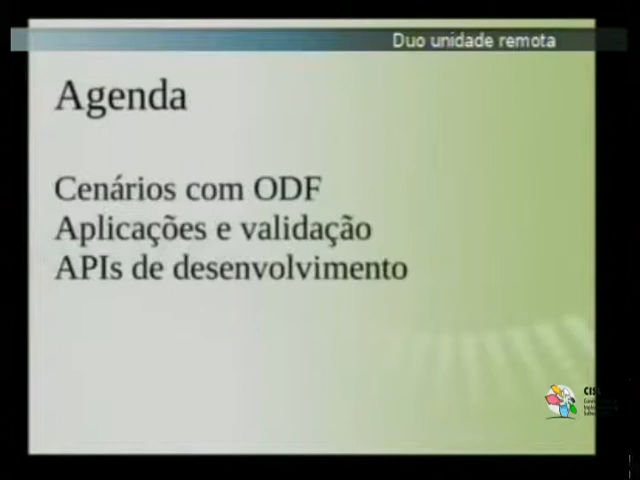 Duo unidade remota
Agenda
Cenários com ODF
Aplicações e validação
APIs de desenvolvimento